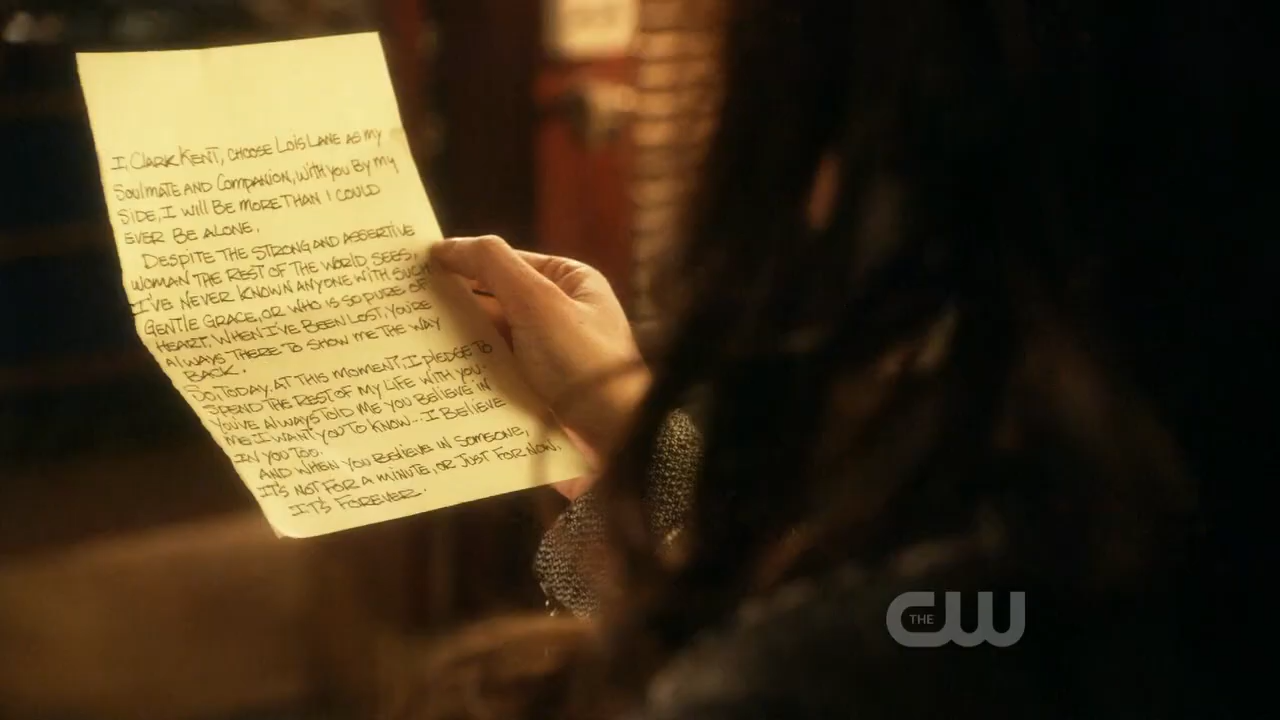 I, CLARK KENT, CHOOSE LOIS LANE AS MY
SOULMATE AND COMPANION, WITH YOU BY MY
SIDE, I WILL BE MORE THAN I COULD
EVER BE ALONE.
DESPITE THE STRONG AND ASSERTIVE
WOMAN THE REST OF THE WORLD SEES,
I'VE NEVER KNOWN ANYONE WITH SUCH
GENTLE GRACE, OR WHO IS SO PURE OF
HEART. WHEN I'VE BEEN LOST, YOU'RE
ALWAYS THERE TO SHOW ME THE WAY
BACK.
SO, TODAY. AT THIS MOMENT, I PLEDGE TO
SPEND THE REST OF MY LIFE WITH YOU.
YOU'VE ALWAYS TOLD ME YOU BELIEVE IN
ME I WANT YOU TO KNOW... I BELIEVE
IN YOU TOO.
AND WHEN YOU BELIEVE IN SOMEONE,
IT'S NOT FOR A MINUTE, OR JUST FOR NOW,
IT'S FOREVER.
THE CW